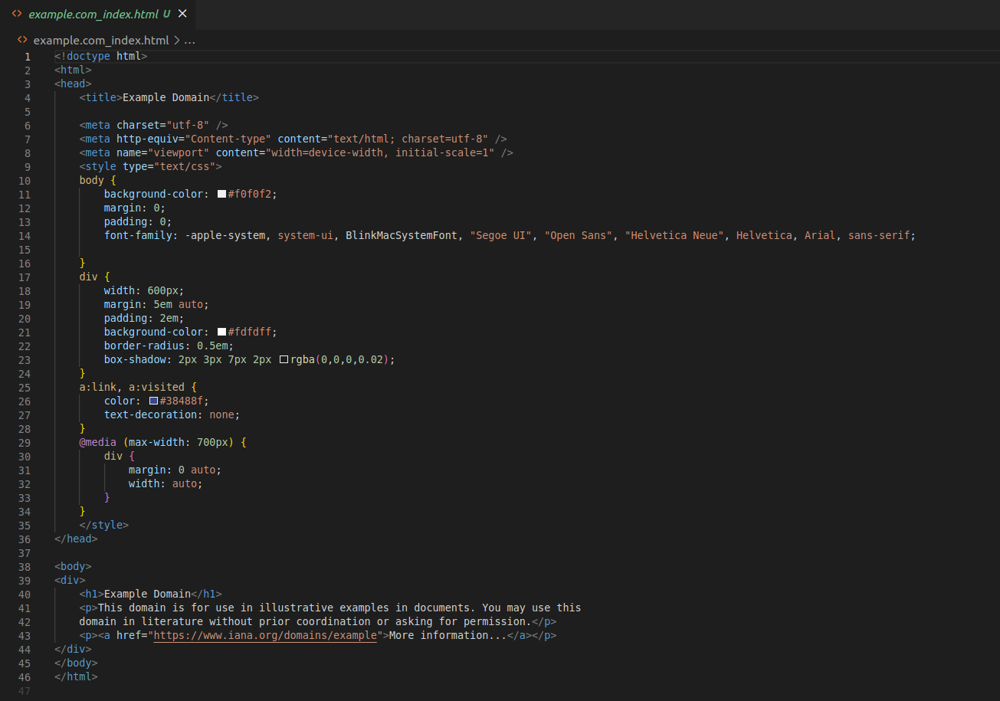 example.com_index.html U
example.com_index.html > ...
1 <!doctype html>
2 <html>
3 <head>
4     <title>Example Domain</title>
5
6     <meta charset="utf-8" />
7     <meta http-equiv="Content-type" content="text/html; charset=utf-8" />
8     <meta name="viewport" content="width=device-width, initial-scale=1" />
9     <style type="text/css">
10     body {
11         background-color: #f0f0f2;
12         margin: 0;
13         padding: 0;
14         font-family: -apple-system, system-ui, BlinkMacSystemFont, "Segoe UI", "Open Sans", "Helvetica Neue", Helvetica, Arial, sans-serif;
15
16     }
17     div {
18         width: 600px;
19         margin: 5em auto;
20         padding: 2em;
21         background-color: #fdfdff;
22         border-radius: 0.5em;
23         box-shadow: 2px 3px 7px 2px rgba(0,0,0,0.02);
24     }
25     a:link, a:visited {
26         color: #38488f;
27         text-decoration: none;
28     }
29     @media (max-width: 700px) {
30         div {
31             margin: 0 auto;
32             width: auto;
33         }
34     }
35     </style>
36 </head>
37
38 <body>
39 <div>
40     <h1>Example Domain</h1>
41     <p>This domain is for use in illustrative examples in documents. You may use this
42     domain in literature without prior coordination or asking for permission.</p>
43     <p><a href="https://www.iana.org/domains/example">More information...</a></p>
44 </div>
45 </body>
46 </html>
47